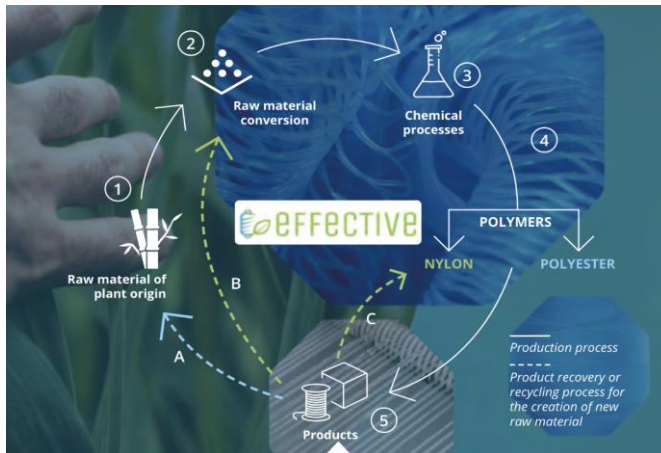 2
Raw material
conversion
3
Chemical
processes
4
1
Raw material of
plant origin
effective
POLYMERS
NYLON
POLYESTER
B
C
A
5
Products
Production process
Product recovery or
recycling process for
the creation of new
raw material